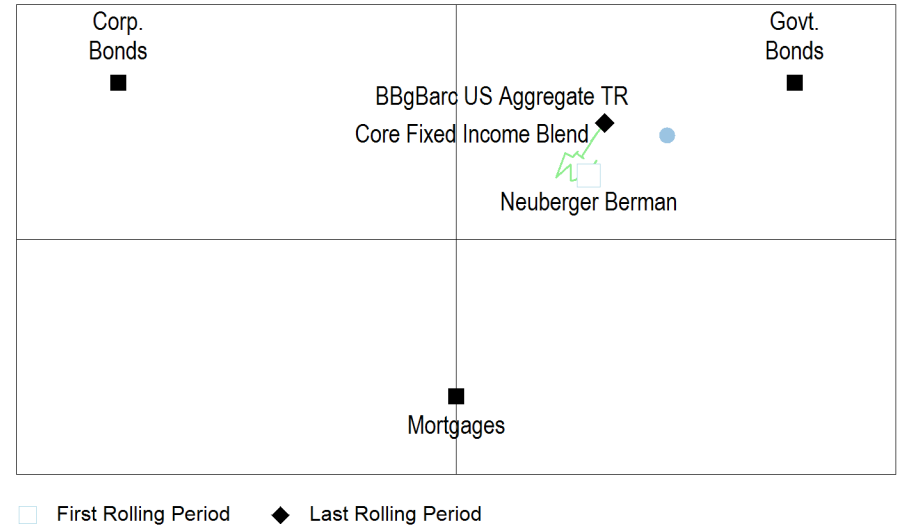 Corp.
Bonds
Govt.
Bonds
BBgBarc US Aggregate TR
Core Fixed Income Blend
Neuberger Berman
Mortgages
First Rolling Period
Last Rolling Period